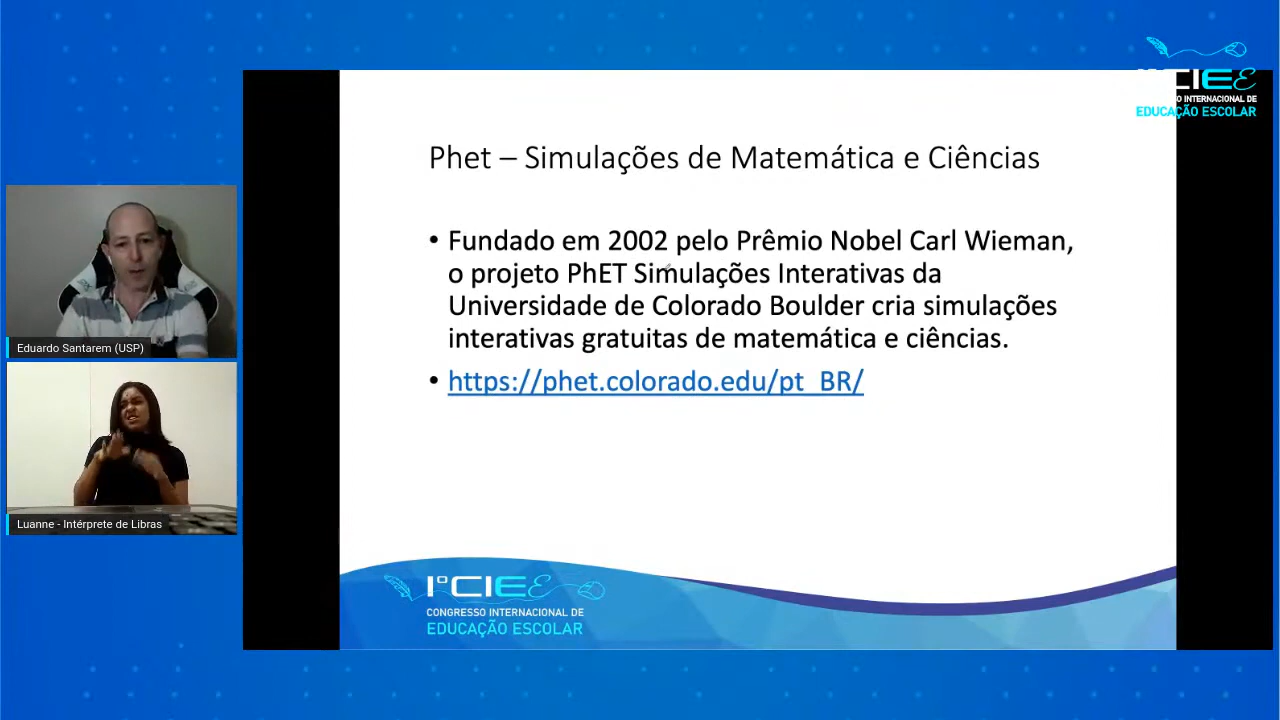 CIEE
O INTERNACIONAL DE
EDUCAÇÃO ESCOLAR
Phet – Simulações de Matemática e Ciências
• Fundado em 2002 pelo Prêmio Nobel Carl Wieman,
o projeto PhET Simulações Interativas da
Universidade de Colorado Boulder cria simulações
interativas gratuitas de matemática e ciências.
• https://phet.colorado.edu/pt_BR/
Eduardo Santarem (USP)
Luanne - Intérprete de Libras
1º CIEE
CONGRESSO INTERNACIONAL DE
EDUCAÇÃO ESCOLAR